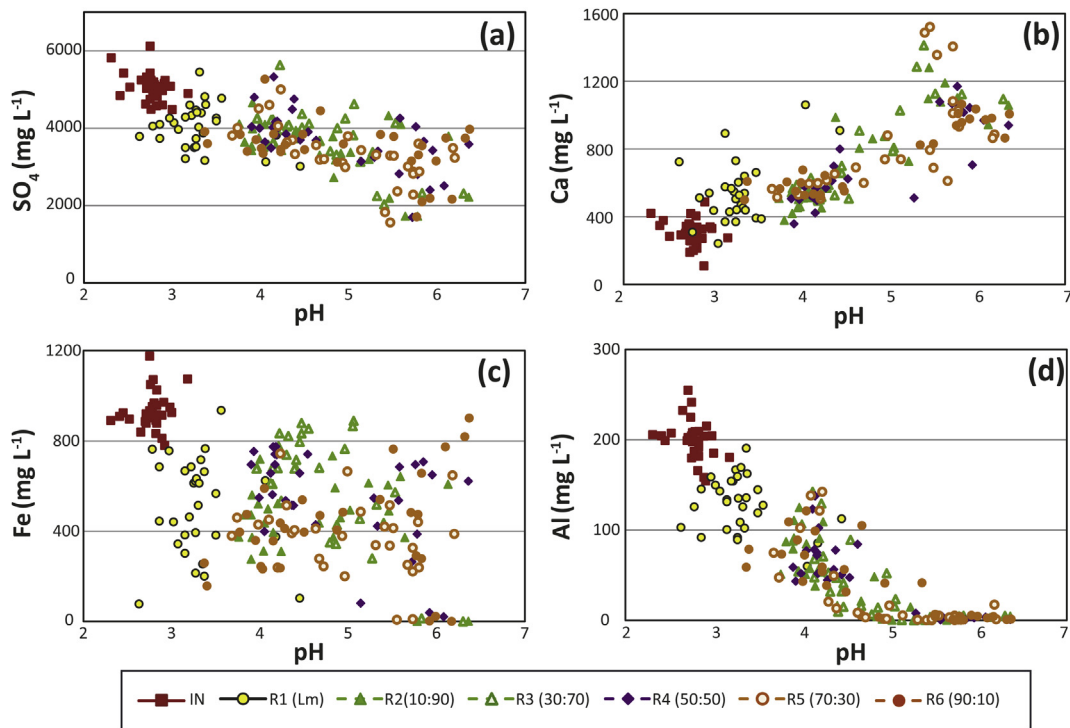 (a)
6000
4000
2000
0
SO4 (mg L-1)
2 3 4 5 6 7
pH
(b)
1600
1200
800
400
0
Ca (mg L-1)
2 3 4 5 6 7
pH
(c)
1200
800
400
0
Fe (mg L-1)
2 3 4 5 6 7
pH
(d)
300
200
100
0
Al (mg L-1)
2 3 4 5 6 7
pH
IN R1 (Lm) R2(10:90) R3 (30:70) R4 (50:50) R5 (70:30) R6 (90:10)